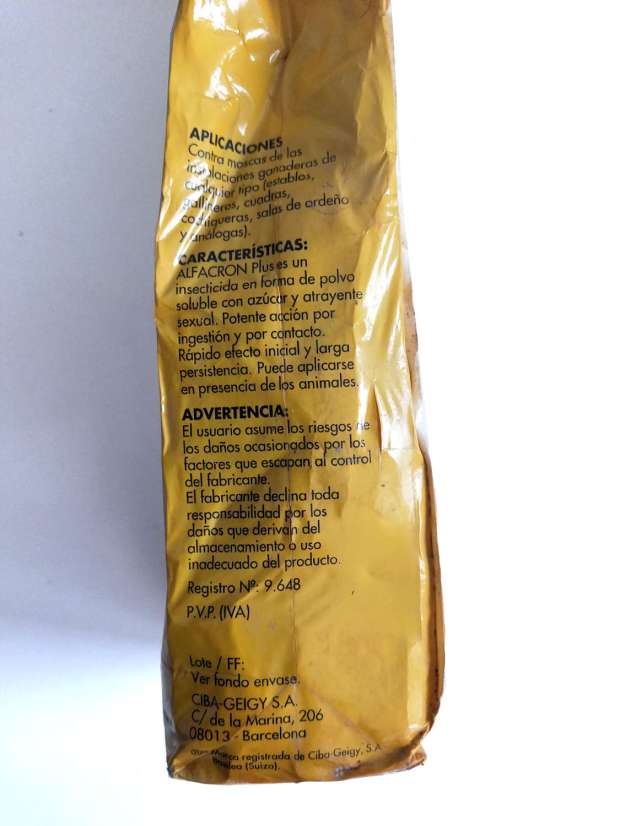 APLICACIONES
Contra moscas de las
instalaciones ganaderas de
cualquier tipo (establos,
gallineros, cuadras,
cochiqueras, salas de ordeño
y análogas).
CARACTERÍSTICAS:
ALFACRON Plus es un
insecticida en forma de polvo
soluble con azúcar y atrayente
sexual. Potente acción por
ingestión y por contacto.
Rápido efecto inicial y larga
persistencia. Puede aplicarse
en presencia de los animales.
ADVERTENCIA:
El usuario asume los riesgos de
los daños ocasionados por los
factores que escapan al control
del fabricante.
El fabricante declina toda
responsabilidad por los
daños que derivan del
almacenamiento o uso
inadecuado del producto.
Registro Nº: 9.648
P.V.P. (IVA)
Lote / FF:
Ver fondo envase.
CIBA-GEIGY S.A.
C/ de la Marina, 206
08013 - Barcelona
Marca registrada de Ciba-Geigy, S.A.
Basilea (Suiza).